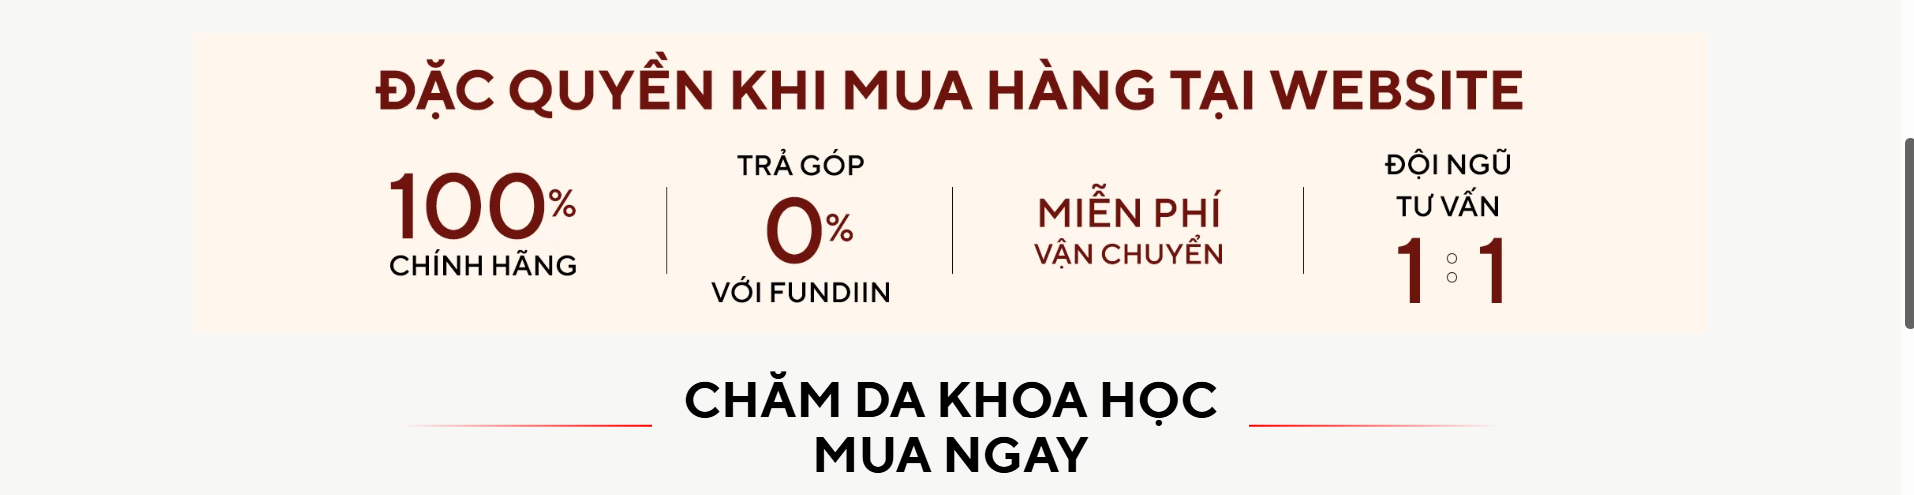 ĐẶC QUYỀN KHI MUA HÀNG TẠI WEBSITE
100%
CHÍNH HÃNG
TRẢ GÓP
0%
VỚI FUNDIIN
MIỄN PHÍ
VẬN CHUYỂN
ĐỘI NGŨ
TƯ VẤN
1:1
CHĂM DA KHOA HỌC
MUA NGAY